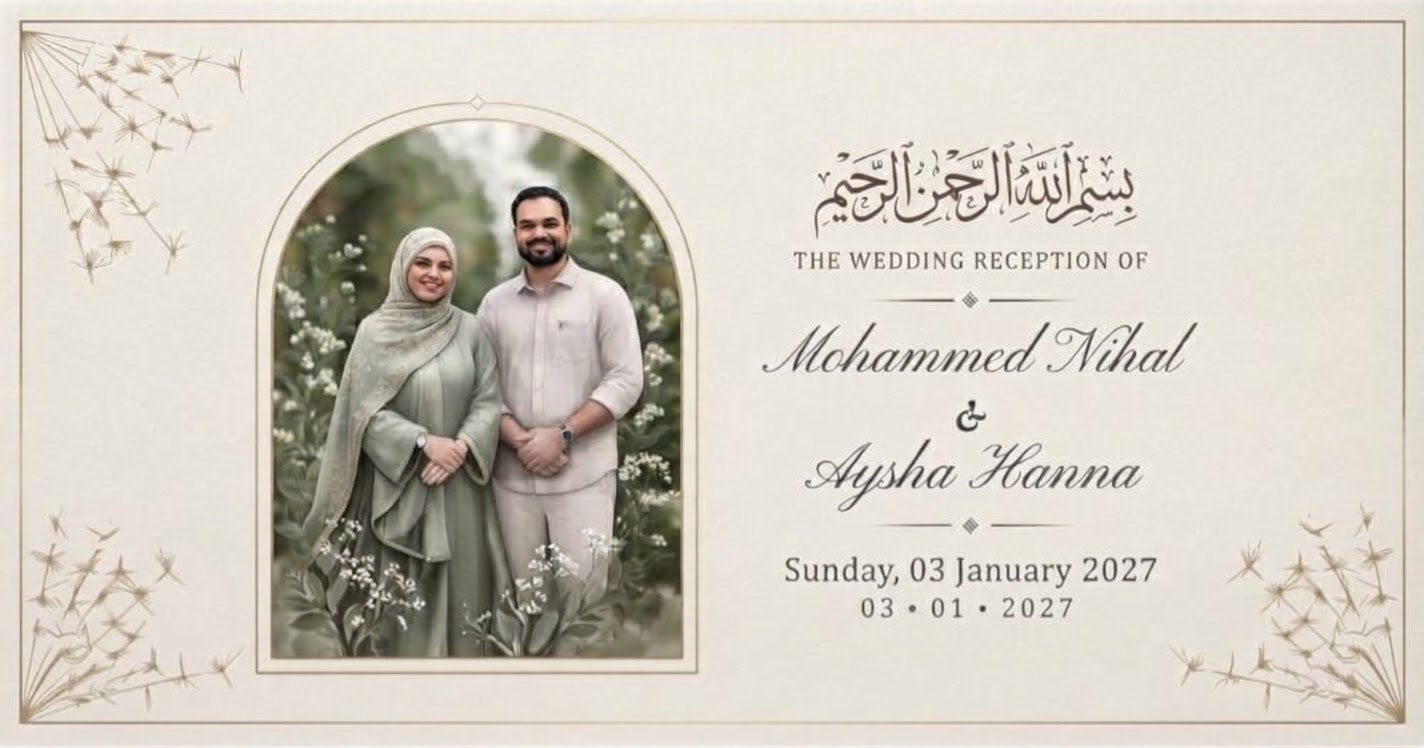 بِسْمِ ٱللَّهِ ٱلرَّحْمَٰنِ ٱلرَّحِيمِ
THE WEDDING RECEPTION OF
Mohammed Nihal
&
Aysha Hanna
Sunday, 03 January 2027
03 • 01 • 2027